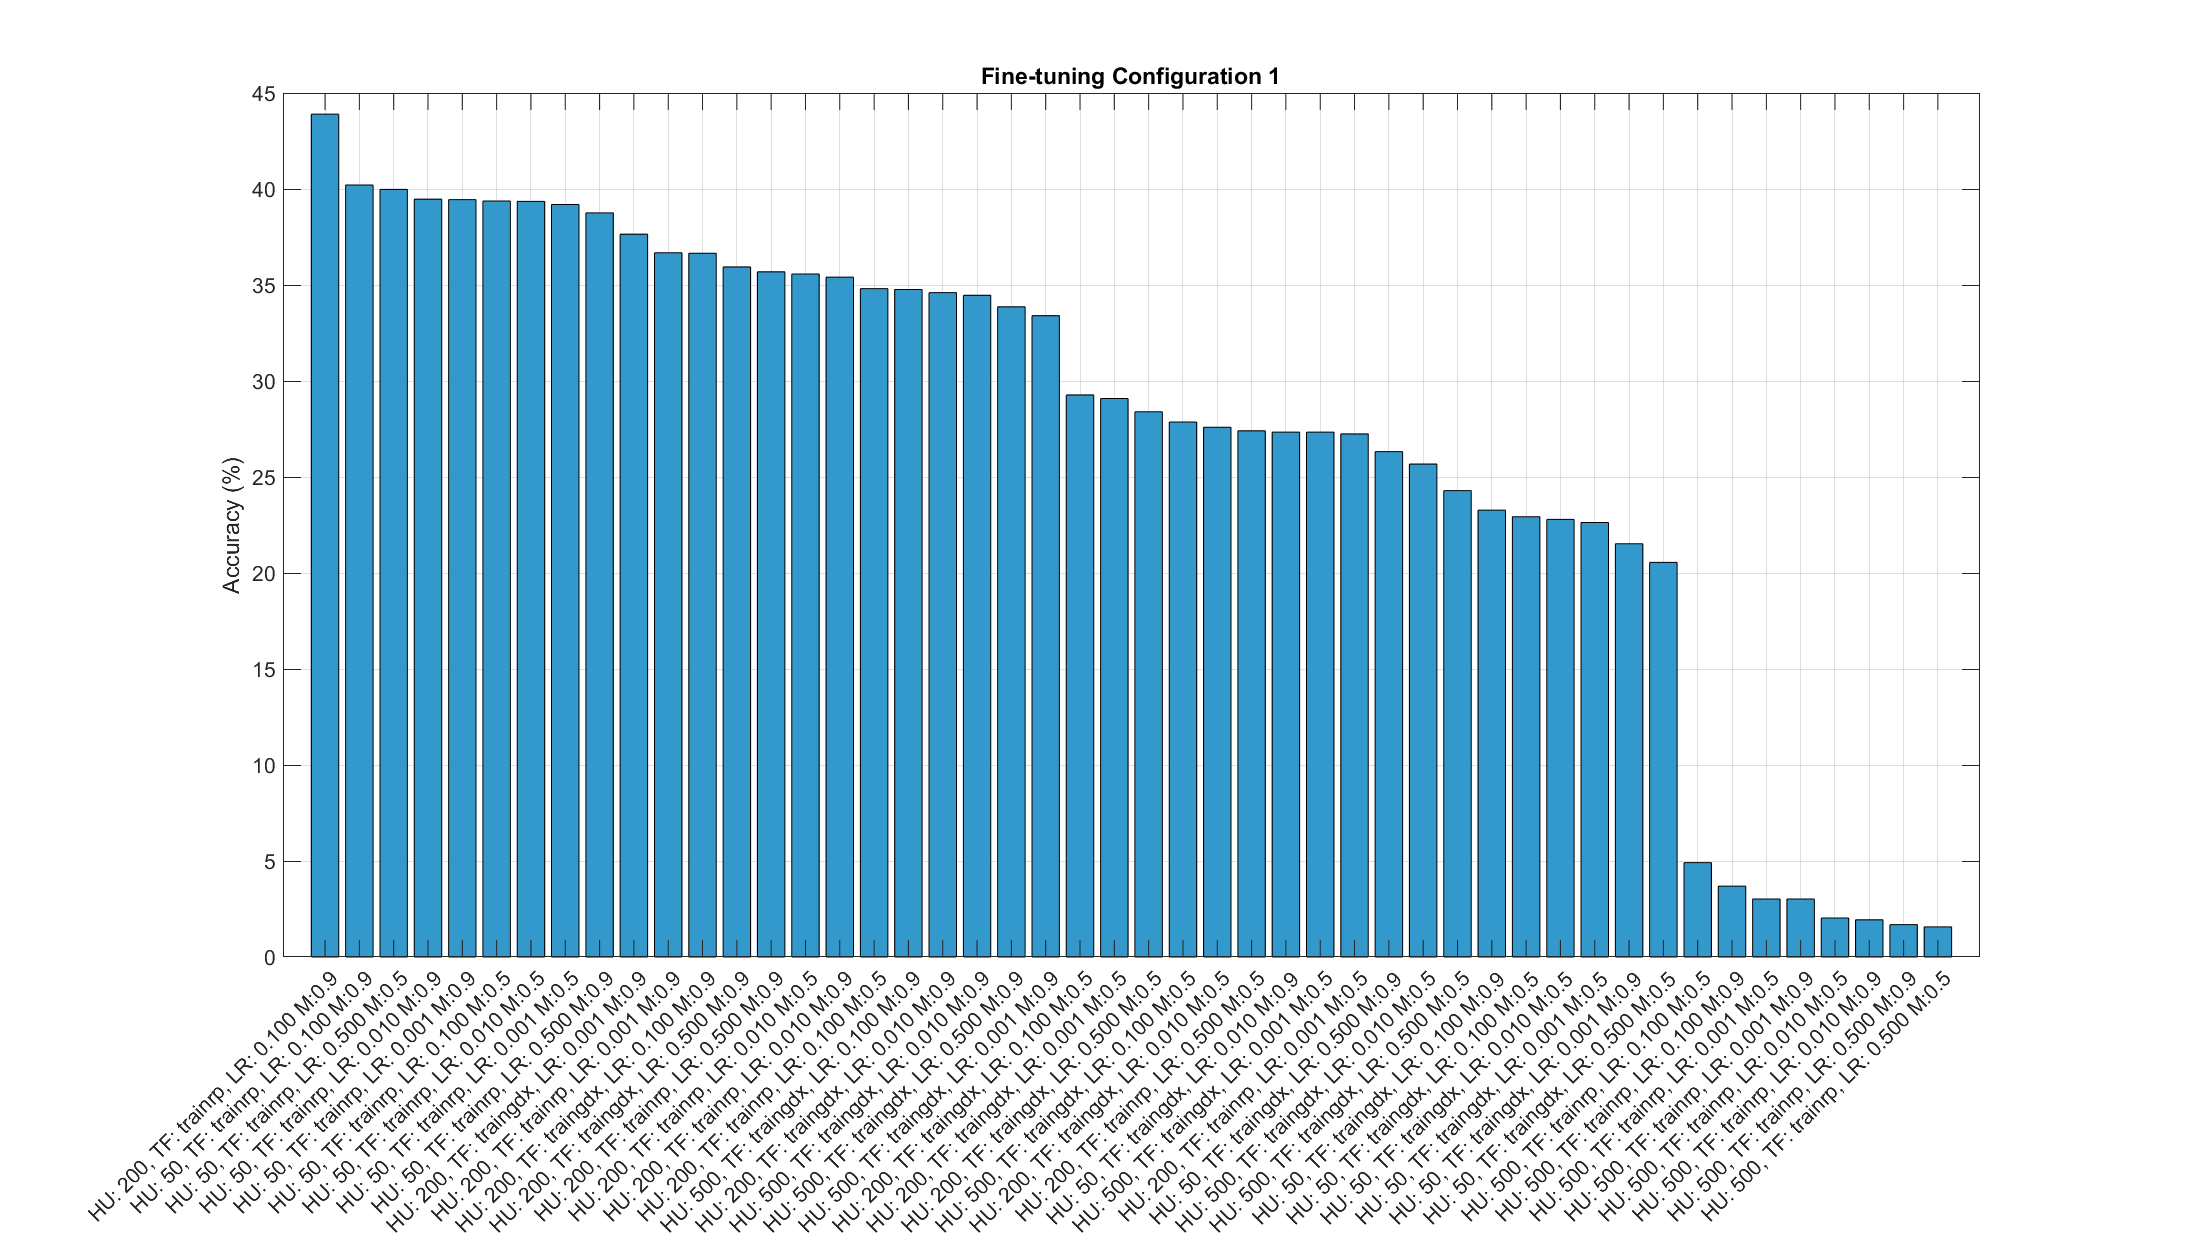 Fine-tuning Configuration 1
Accuracy (%)
45
40
35
30
25
20
15
10
5
0
HU: 200, TF: trainrp, LR: 0.100 M:0.9
HU: 50, TF: trainrp, LR: 0.100 M:0.9
HU: 50, TF: trainrp, LR: 0.500 M:0.5
HU: 50, TF: trainrp, LR: 0.010 M:0.9
HU: 50, TF: trainrp, LR: 0.001 M:0.9
HU: 50, TF: trainrp, LR: 0.100 M:0.5
HU: 50, TF: trainrp, LR: 0.010 M:0.5
HU: 50, TF: trainrp, LR: 0.001 M:0.5
HU: 50, TF: trainrp, LR: 0.500 M:0.9
HU: 200, TF: traingdx, LR: 0.001 M:0.9
HU: 200, TF: trainrp, LR: 0.001 M:0.9
HU: 200, TF: traingdx, LR: 0.100 M:0.9
HU: 200, TF: traingdx, LR: 0.500 M:0.9
HU: 200, TF: trainrp, LR: 0.500 M:0.9
HU: 200, TF: trainrp, LR: 0.010 M:0.5
HU: 200, TF: trainrp, LR: 0.010 M:0.9
HU: 200, TF: trainrp, LR: 0.100 M:0.5
HU: 500, TF: traingdx, LR: 0.100 M:0.9
HU: 200, TF: traingdx, LR: 0.010 M:0.9
HU: 500, TF: traingdx, LR: 0.010 M:0.9
HU: 500, TF: traingdx, LR: 0.500 M:0.9
HU: 500, TF: traingdx, LR: 0.001 M:0.9
HU: 200, TF: traingdx, LR: 0.100 M:0.5
HU: 200, TF: traingdx, LR: 0.001 M:0.5
HU: 200, TF: traingdx, LR: 0.500 M:0.5
HU: 500, TF: traingdx, LR: 0.100 M:0.5
HU: 200, TF: traingdx, LR: 0.010 M:0.5
HU: 200, TF: trainrp, LR: 0.500 M:0.5
HU: 50, TF: traingdx, LR: 0.010 M:0.9
HU: 500, TF: traingdx, LR: 0.001 M:0.5
HU: 200, TF: trainrp, LR: 0.001 M:0.5
HU: 50, TF: traingdx, LR: 0.500 M:0.9
HU: 500, TF: traingdx, LR: 0.010 M:0.5
HU: 500, TF: traingdx, LR: 0.500 M:0.5
HU: 50, TF: traingdx, LR: 0.100 M:0.9
HU: 50, TF: traingdx, LR: 0.100 M:0.5
HU: 50, TF: traingdx, LR: 0.010 M:0.5
HU: 50, TF: traingdx, LR: 0.001 M:0.5
HU: 50, TF: traingdx, LR: 0.001 M:0.9
HU: 50, TF: traingdx, LR: 0.500 M:0.5
HU: 500, TF: trainrp, LR: 0.100 M:0.5
HU: 500, TF: trainrp, LR: 0.100 M:0.9
HU: 500, TF: trainrp, LR: 0.001 M:0.5
HU: 500, TF: trainrp, LR: 0.001 M:0.9
HU: 500, TF: trainrp, LR: 0.010 M:0.5
HU: 500, TF: trainrp, LR: 0.010 M:0.9
HU: 500, TF: trainrp, LR: 0.500 M:0.9
HU: 500, TF: trainrp, LR: 0.500 M:0.5